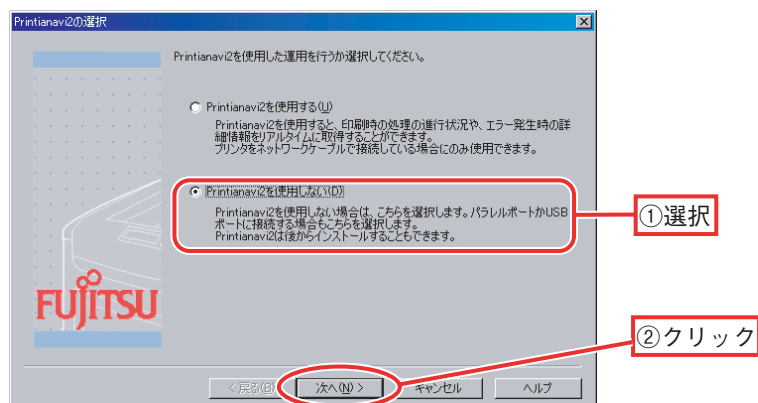 Printianavi2の選択
Printianavi2を使用した運用を行うか選択してください。
Printianavi2を使用する(U)
Printianavi2を使用すると、印刷時の処理の進行状況や、エラー発生時の詳
細情報をリアルタイムに取得することができます。
プリンタをネットワークケーブルで接続している場合にのみ使用できます。
Printianavi2を使用しない(D)
Printianavi2を使用しない場合は、こちらを選択します。パラレルポートかUSB
ポートに接続する場合もこちらを選択します。
Printianavi2は後からインストールすることもできます。
①選択
FUJITSU
②クリック
< 戻る(B) 次へ(N) > キャンセル ヘルプ